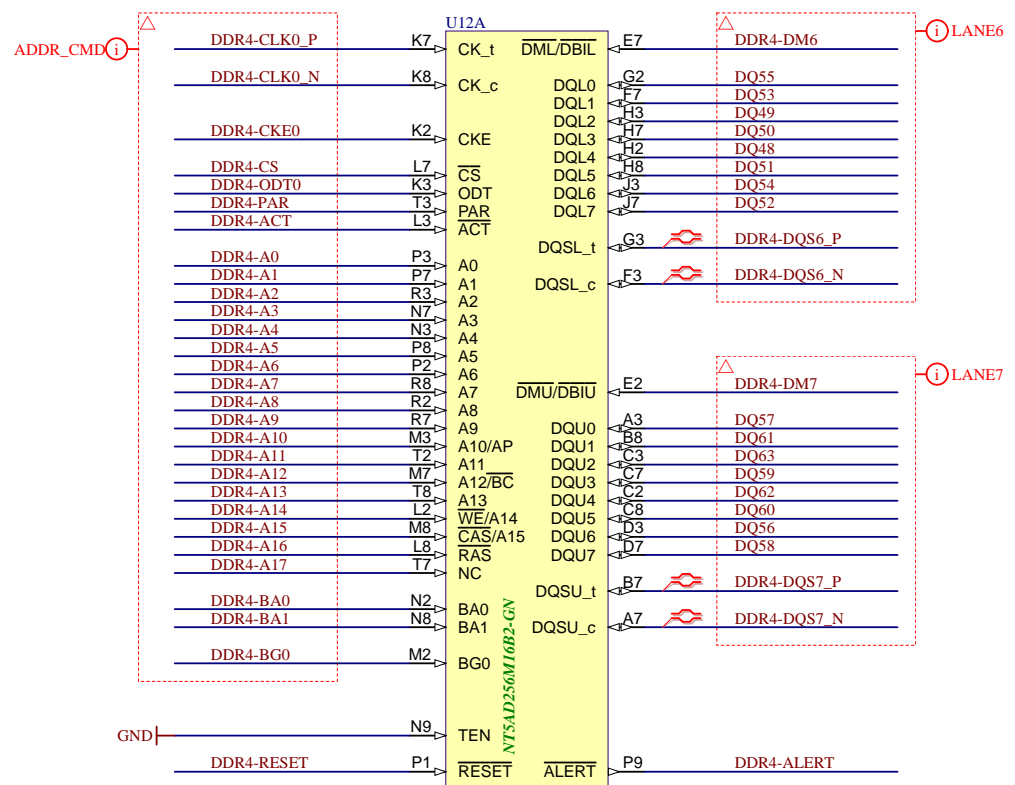 U12A
ADDR_CMD i
DDR4-CLK0_P K7 CK_t
DDR4-CLK0_N K8 CK_c
DDR4-CKE0 K2 CKE
DDR4-CS L7 CS
DDR4-ODT0 K3 ODT
DDR4-PAR T3 PAR
DDR4-ACT L3 ACT
DDR4-A0 P3 A0
DDR4-A1 P7 A1
DDR4-A2 R3 A2
DDR4-A3 N7 A3
DDR4-A4 N3 A4
DDR4-A5 P8 A5
DDR4-A6 P2 A6
DDR4-A7 R8 A7
DDR4-A8 R2 A8
DDR4-A9 R7 A9
DDR4-A10 M3 A10/AP
DDR4-A11 T2 A11
DDR4-A12 M7 A12/BC
DDR4-A13 T8 A13
DDR4-A14 L2 WE/A14
DDR4-A15 M8 CAS/A15
DDR4-A16 L8 RAS
DDR4-A17 T7 NC
DDR4-BA0 N2 BA0
DDR4-BA1 N8 BA1
DDR4-BG0 M2 BG0
GND N9 TEN
DDR4-RESET P1 RESET
NT5AD256M16B2-GN
i LANE6
DML/DBIL E7 DDR4-DM6
DQL0 G2 DQ55
DQL1 F7 DQ53
DQL2 H3 DQ49
DQL3 H7 DQ50
DQL4 H2 DQ48
DQL5 H8 DQ51
DQL6 J3 DQ54
DQL7 J7 DQ52
DQSL_t G3 DDR4-DQS6_P
DQSL_c F3 DDR4-DQS6_N
i LANE7
DMU/DBIU E2 DDR4-DM7
DQU0 A3 DQ57
DQU1 B8 DQ61
DQU2 C3 DQ63
DQU3 C7 DQ59
DQU4 C2 DQ62
DQU5 C8 DQ60
DQU6 D3 DQ56
DQU7 D7 DQ58
DQSU_t B7 DDR4-DQS7_P
DQSU_c A7 DDR4-DQS7_N
ALERT P9 DDR4-ALERT